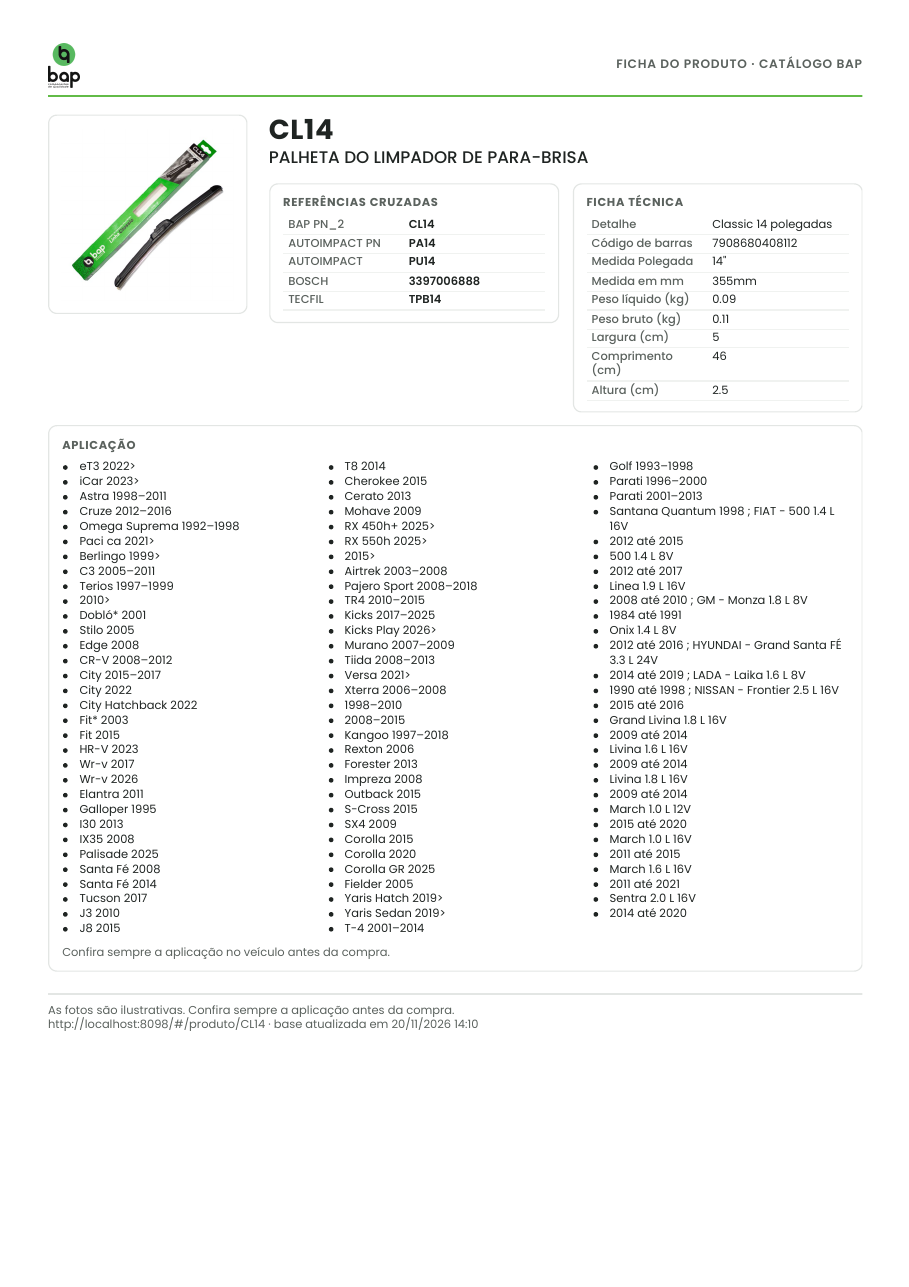 bap
FICHA DO PRODUTO · CATÁLOGO BAP
CL14
PALHETA DO LIMPADOR DE PARA-BRISA
CL14
bap
REFERÊNCIAS CRUZADAS
BAP PN_2 CL14
AUTOIMPACT PN PA14
AUTOIMPACT PU14
BOSCH 3397006888
TECFIL TPB14
FICHA TÉCNICA
Detalhe Classic 14 polegadas
Código de barras 7908680408112
Medida Polegada 14"
Medida em mm 355mm
Peso líquido (kg) 0.09
Peso bruto (kg) 0.11
Largura (cm) 5
Comprimento 46
(cm)
Altura (cm) 2.5
APLICAÇÃO
eT3 2022>
iCar 2023>
Astra 1998–2011
Cruze 2012–2016
Omega Suprema 1992–1998
Paci ca 2021>
Berlingo 1999>
C3 2005–2011
Terios 1997–1999
2010>
Dobló* 2001
Stilo 2005
Edge 2008
CR-V 2008–2012
City 2015–2017
City 2022
City Hatchback 2022
Fit* 2003
Fit 2015
HR-V 2023
Wr-v 2017
Wr-v 2026
Elantra 2011
Galloper 1995
I30 2013
IX35 2008
Palisade 2025
Santa Fé 2008
Santa Fé 2014
Tucson 2017
J3 2010
J8 2015
T8 2014
Cherokee 2015
Cerato 2013
Mohave 2009
RX 450h+ 2025>
RX 550h 2025>
2015>
Airtrek 2003–2008
Pajero Sport 2008–2018
TR4 2010–2015
Kicks 2017–2025
Kicks Play 2026>
Murano 2007–2009
Tiida 2008–2013
Versa 2021>
Xterra 2006–2008
1998–2010
2008–2015
Kangoo 1997–2018
Rexton 2006
Forester 2013
Impreza 2008
Outback 2015
S-Cross 2015
SX4 2009
Corolla 2015
Corolla 2020
Corolla GR 2025
Fielder 2005
Yaris Hatch 2019>
Yaris Sedan 2019>
T-4 2001–2014
Golf 1993–1998
Parati 1996–2000
Parati 2001–2013
Santana Quantum 1998 ; FIAT - 500 1.4 L
16V
2012 até 2015
500 1.4 L 8V
2012 até 2017
Linea 1.9 L 16V
2008 até 2010 ; GM - Monza 1.8 L 8V
1984 até 1991
Onix 1.4 L 8V
2012 até 2016 ; HYUNDAI - Grand Santa FÉ
3.3 L 24V
2014 até 2019 ; LADA - Laika 1.6 L 8V
1990 até 1998 ; NISSAN - Frontier 2.5 L 16V
2015 até 2016
Grand Livina 1.8 L 16V
2009 até 2014
Livina 1.6 L 16V
2009 até 2014
Livina 1.8 L 16V
2009 até 2014
March 1.0 L 12V
2015 até 2020
March 1.0 L 16V
2011 até 2015
March 1.6 L 16V
2011 até 2021
Sentra 2.0 L 16V
2014 até 2020
Confira sempre a aplicação no veículo antes da compra.
As fotos são ilustrativas. Confira sempre a aplicação antes da compra.
http://localhost:8098/#/produto/CL14 · base atualizada em 20/11/2026 14:10